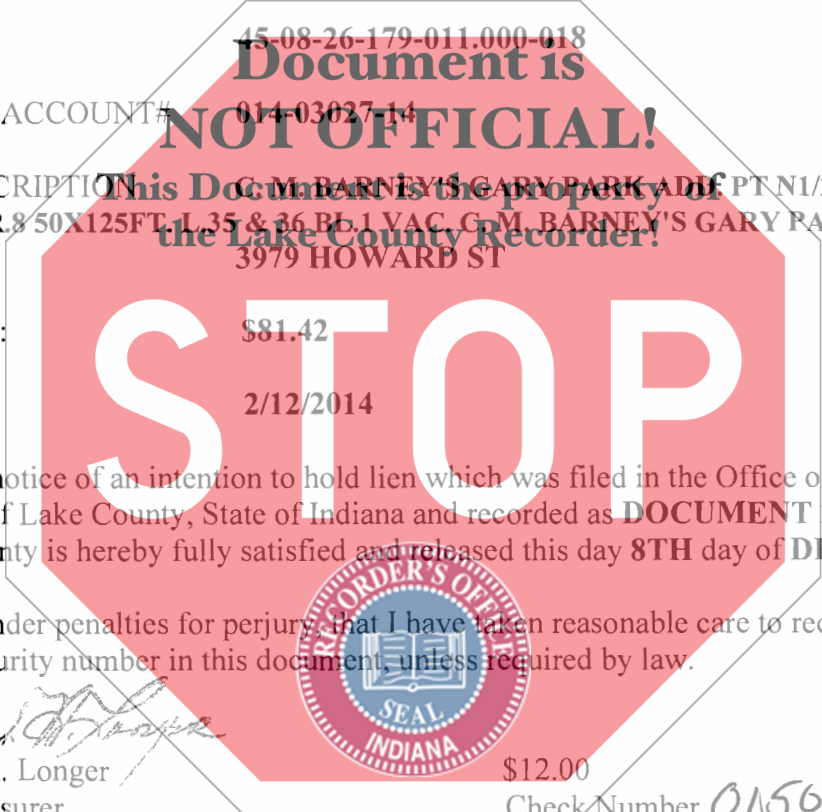 45-08-26-179-011.000-018
Document is
ACCOUNT# 014-03027-14
NOT OFFICIAL!
CRIPTION C. M. BARNEY'S GARY PARK ADD. PT N1/
This Document is the property of
.8 50X125FT. L.35 & 36 BL.1 VAC. C. M. BARNEY'S GARY PA
the Lake County Recorder!
3979 HOWARD ST
STOP
: $81.42
2/12/2014
otice of an intention to hold lien which was filed in the Office o
f Lake County, State of Indiana and recorded as DOCUMENT
nty is hereby fully satisfied and released this day 8TH day of D
nder penalties for perjury, that I have taken reasonable care to re
urity number in this document, unless required by law.
RECORDER'S OFFICE
SEAL
INDIANA
. Longer
$12.00
surer
Check Number